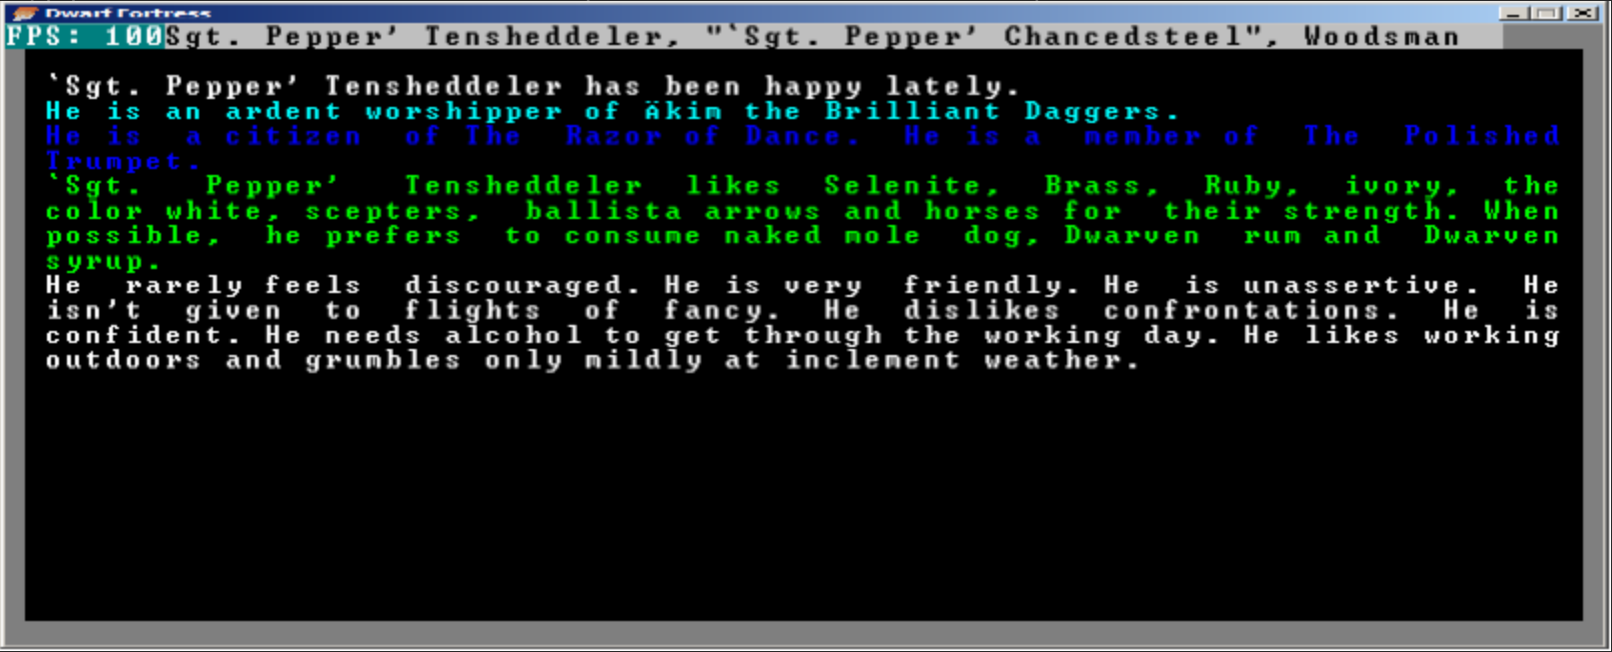 Dwarf Fortress
FPS: 100Sgt. Pepper' Tensheddeler, "`Sgt. Pepper' Chancedsteel", Woodsman
`Sgt. Pepper' Tensheddeler has been happy lately.
He is an ardent worshipper of Äkim the Brilliant Daggers.
He is a citizen of The Razor of Dance. He is a member of The Polished
Trumpet.
`Sgt. Pepper' Tensheddeler likes Selenite, Brass, Ruby, ivory, the
color white, scepters, ballista arrows and horses for their strength. When
possible, he prefers to consume naked mole dog, Dwarven rum and Dwarven
syrup.
He rarely feels discouraged. He is very friendly. He is unassertive. He
isn't given to flights of fancy. He dislikes confrontations. He is
confident. He needs alcohol to get through the working day. He likes working
outdoors and grumbles only mildly at inclement weather.